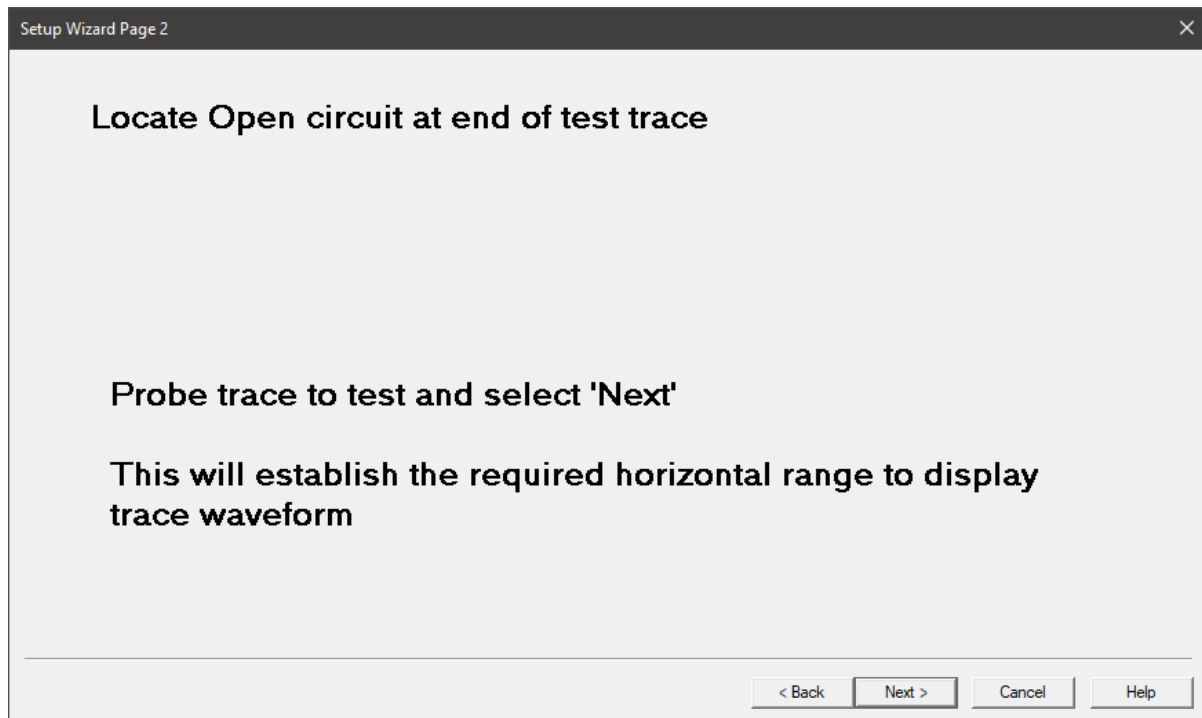 Setup Wizard Page 2
Locate Open circuit at end of test trace
Probe trace to test and select 'Next'
This will establish the required horizontal range to display
trace waveform
< Back
Next >
Cancel
Help